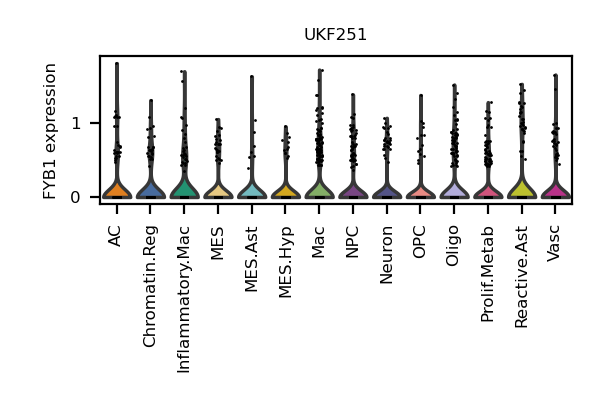 UKF251
FYB1 expression
1
0
AC
Chromatin.Reg
Inflammatory.Mac
MES
MES.Ast
MES.Hyp
Mac
NPC
Neuron
OPC
Oligo
Prolif.Metab
Reactive.Ast
Vasc